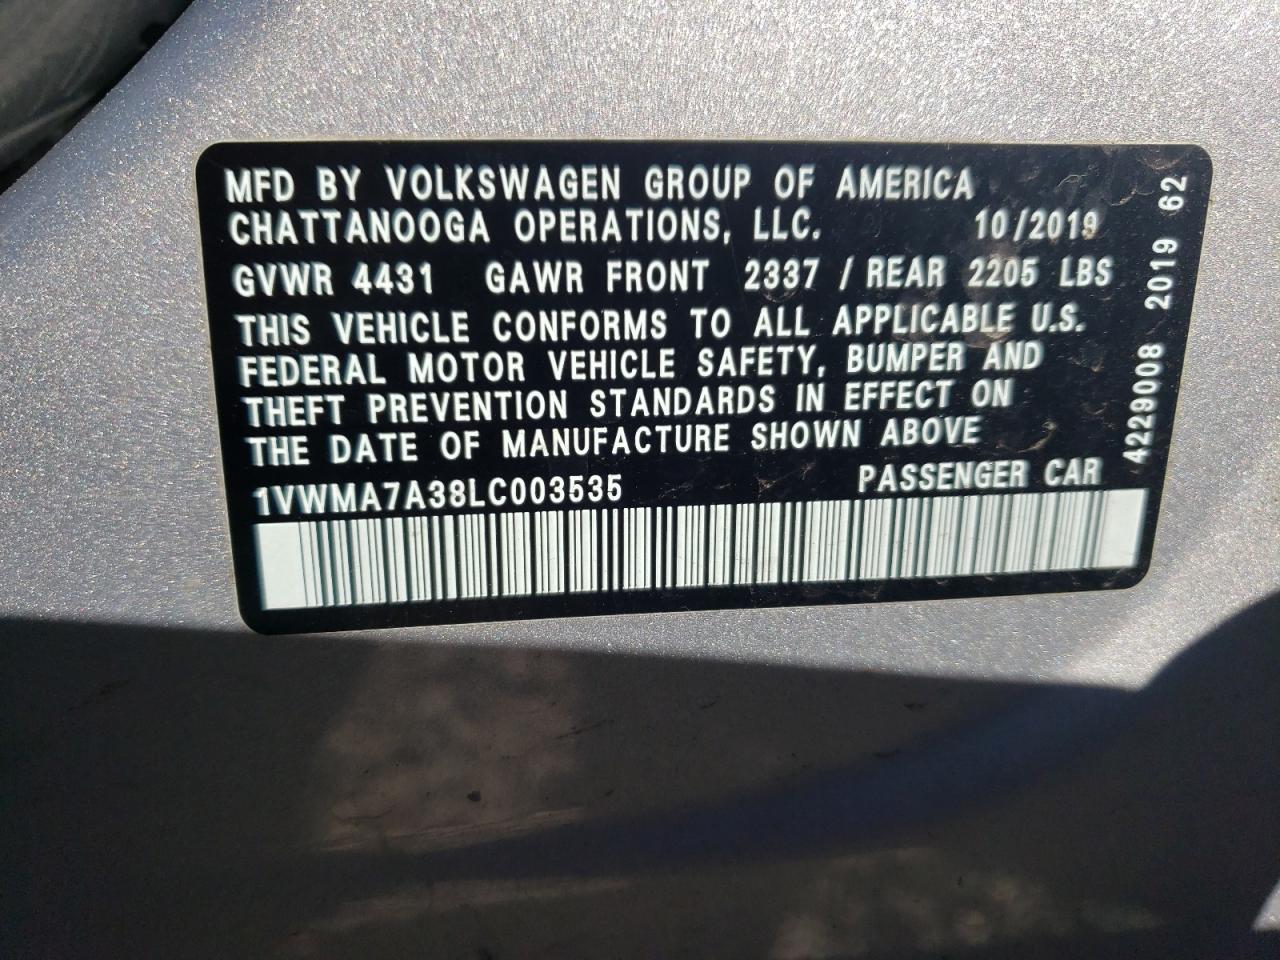 MFD BY VOLKSWAGEN GROUP OF AMERICA
CHATTANOOGA OPERATIONS, LLC. 10/2019
GVWR 4431 GAWR FRONT 2337 / REAR 2205 LBS
THIS VEHICLE CONFORMS TO ALL APPLICABLE U.S.
FEDERAL MOTOR VEHICLE SAFETY, BUMPER AND
THEFT PREVENTION STANDARDS IN EFFECT ON
THE DATE OF MANUFACTURE SHOWN ABOVE
1VWMA7A38LC003535 PASSENGER CAR
4229008 2019 62